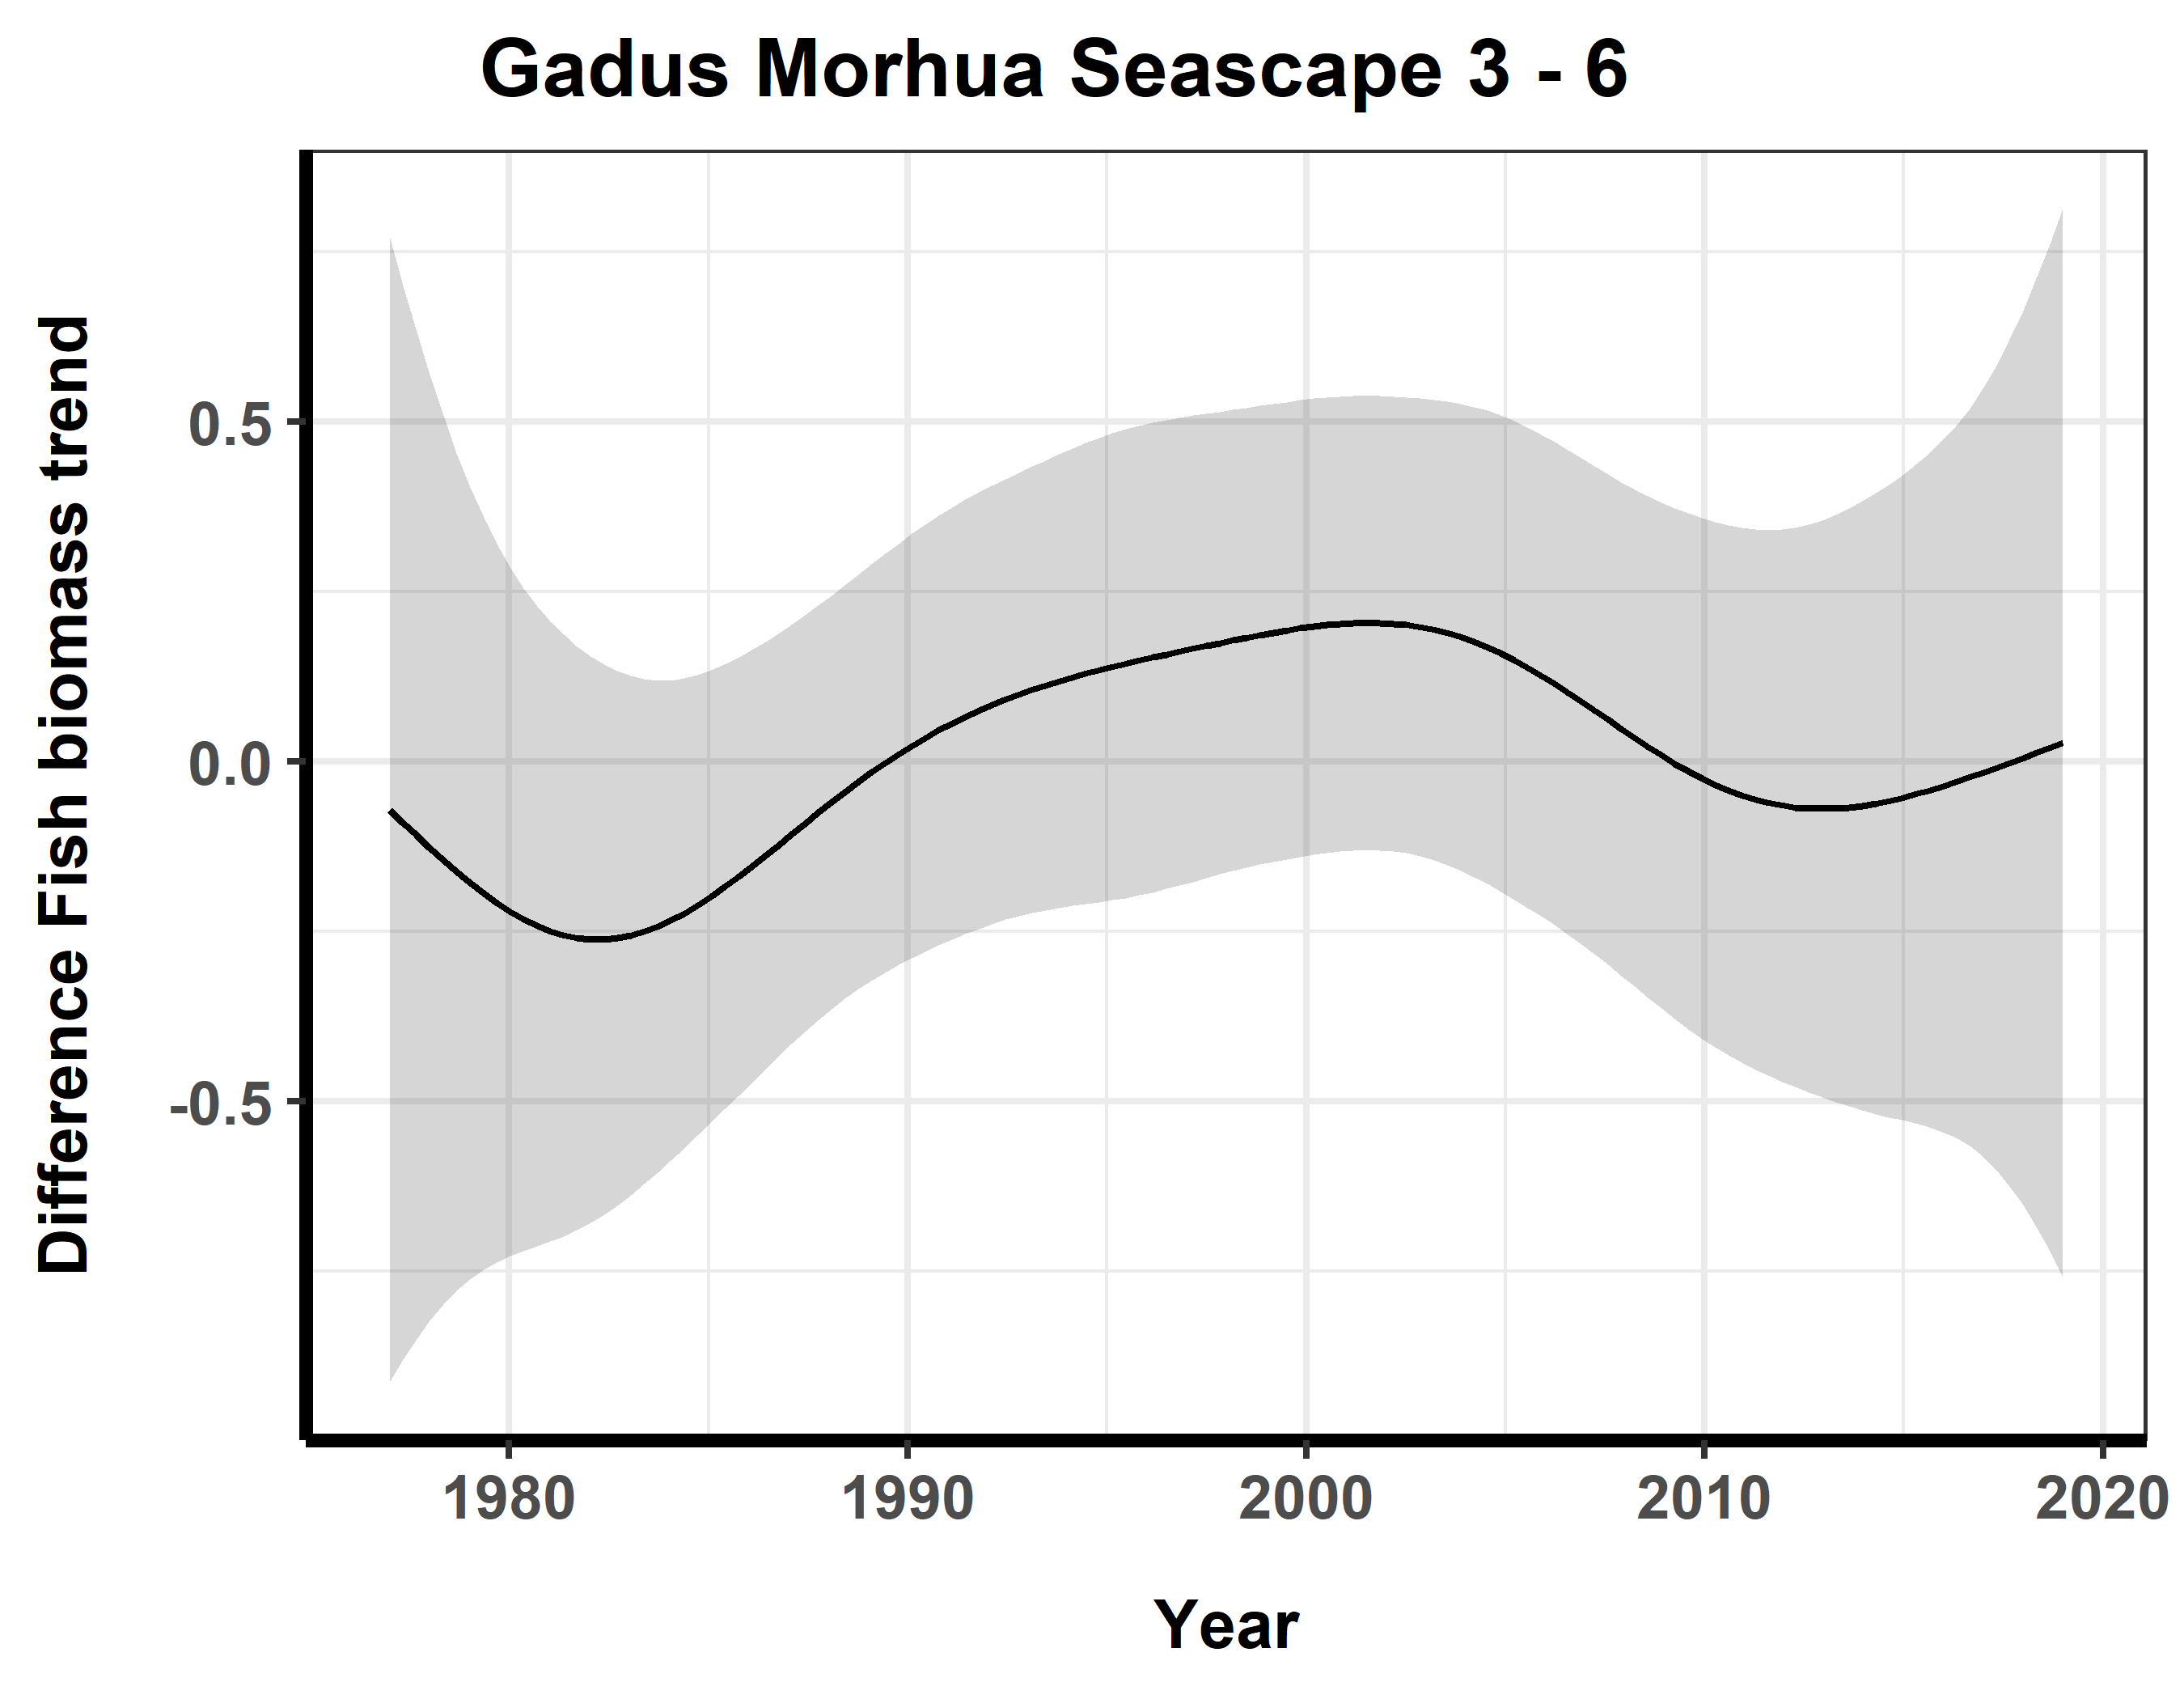 Gadus Morhua Seascape 3 - 6
Difference Fish biomass trend
0.5
0.0
-0.5
1980 1990 2000 2010 2020
Year